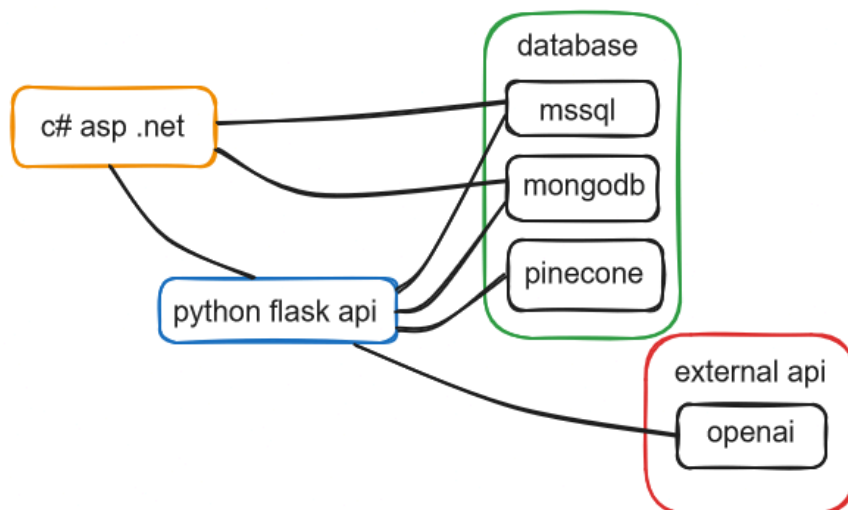 database
mssql
c# asp .net
mongodb
pinecone
python flask api
external api
openai